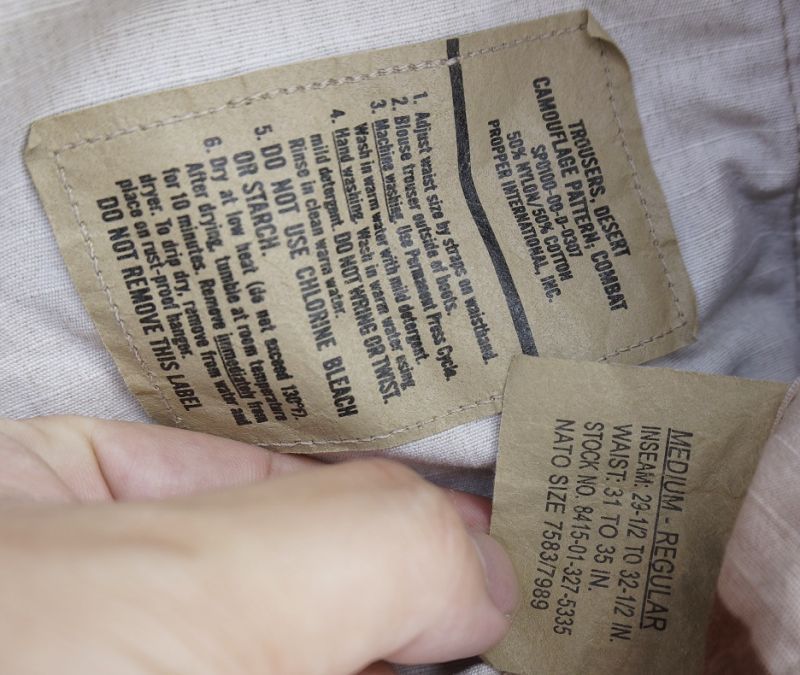 TROUSERS, DESERT
CAMOUFLAGE PATTERN, COMBAT
SPO100-09-D-0307
50% NYLON/50% COTTON
PROPPER INTERNATIONAL, INC.
1. Adjust waist size by straps on waistband.
2. Blouse trouser outside of boots.
3. Machine washing. Use Permanent Press Cycle.
Wash in warm water with mild detergent.
4. Hand washing. Wash in warm water using
mild detergent. DO NOT WRING OR TWIST.
Rinse in clean warm water.
5. DO NOT USE CHLORINE BLEACH
OR STARCH.
6. Dry at low heat (do not exceed 130°F).
After drying, tumble at room temperature
for 10 minutes. Remove immediately from
dryer. To drip dry, remove from water and
place on rust-proof hanger.
DO NOT REMOVE THIS LABEL
MEDIUM - REGULAR
INSEAM: 29-1/2 TO 32-1/2 IN.
WAIST: 31 TO 35 IN.
STOCK NO. 8415-01-327-5335
NATO SIZE 7583/7989